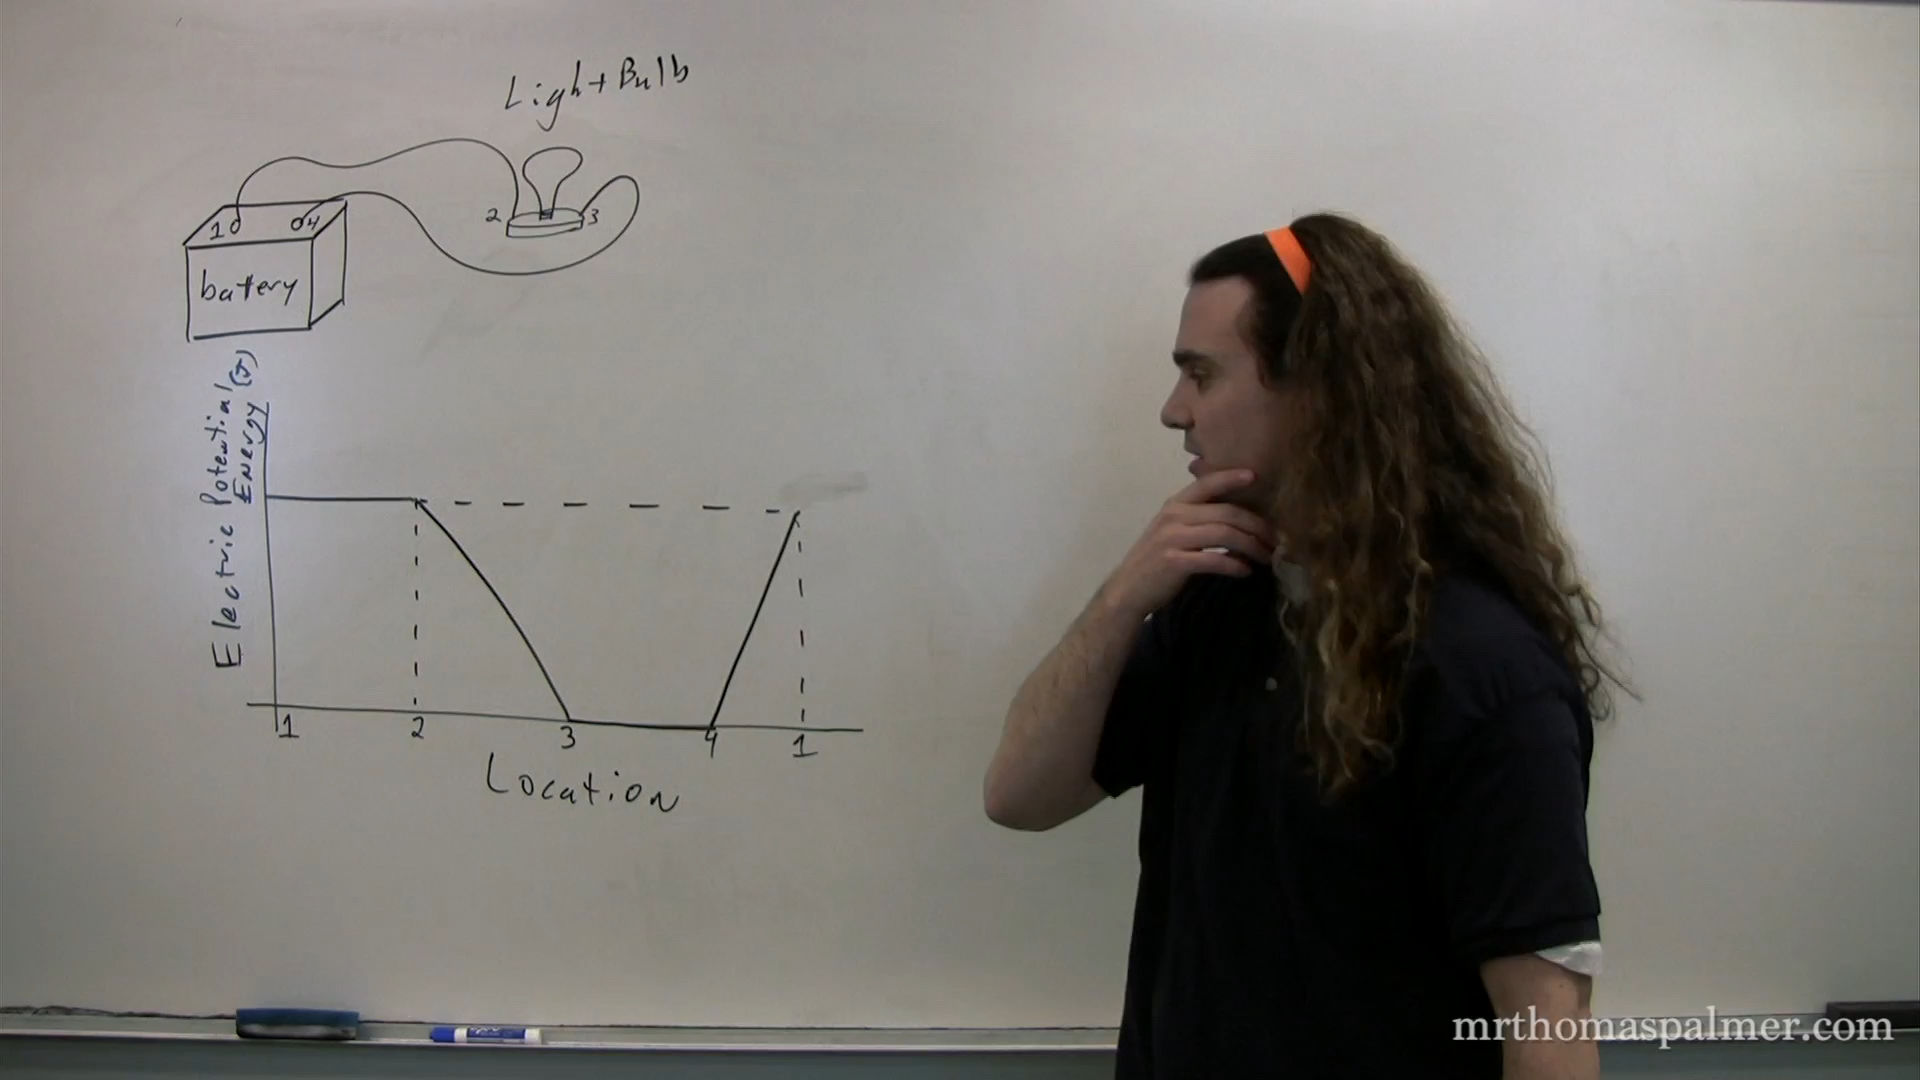 Light Bulb
2
3
1
4
battery
Electric Potential
Energy (J)
1 2 3 4 1
Location
mrthomaspalmer.com